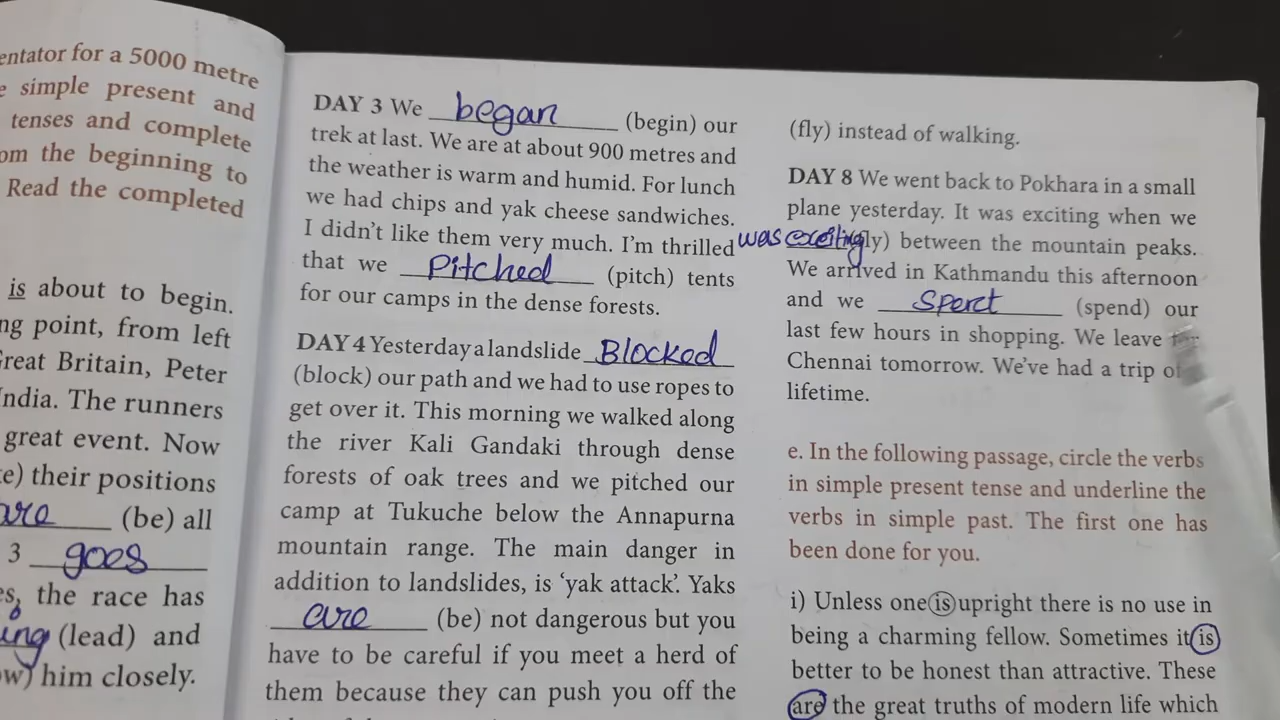 entator for a 5000 metre
simple present and
tenses and complete
om the beginning to
Read the completed
is about to begin.
ng point, from left
Great Britain, Peter
India. The runners
great event. Now
e) their positions
are (be) all
3 goes
es, the race has
ing (lead) and
w) him closely.
DAY 3 We began (begin) our
trek at last. We are at about 900 metres and
the weather is warm and humid. For lunch
we had chips and yak cheese sandwiches.
I didn't like them very much. I'm thrilled
that we Pitched (pitch) tents
for our camps in the dense forests.
DAY 4 Yesterday a landslide Blocked
(block) our path and we had to use ropes to
get over it. This morning we walked along
the river Kali Gandaki through dense
forests of oak trees and we pitched our
camp at Tukuche below the Annapurna
mountain range. The main danger in
addition to landslides, is 'yak attack'. Yaks
are (be) not dangerous but you
have to be careful if you meet a herd of
them because they can push you off the
(fly) instead of walking.
DAY 8 We went back to Pokhara in a small
plane yesterday. It was exciting when we
was ly) between the mountain peaks.
We arrived in Kathmandu this afternoon
and we (spend) our
last few hours in shopping. We leave
Chennai tomorrow. We've had a trip of
lifetime.
e. In the following passage, circle the verbs
in simple present tense and underline the
verbs in simple past. The first one has
been done for you.
i) Unless one is upright there is no use in
being a charming fellow. Sometimes it is
better to be honest than attractive. These
are the great truths of modern life which